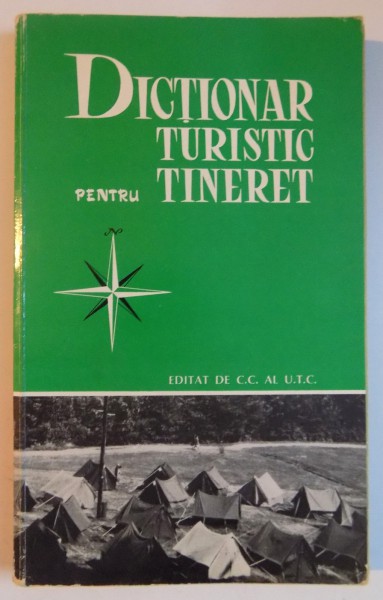 DICȚIONAR
TURISTIC
PENTRU TINERET
N
EDITAT DE C.C. AL U.T.C.